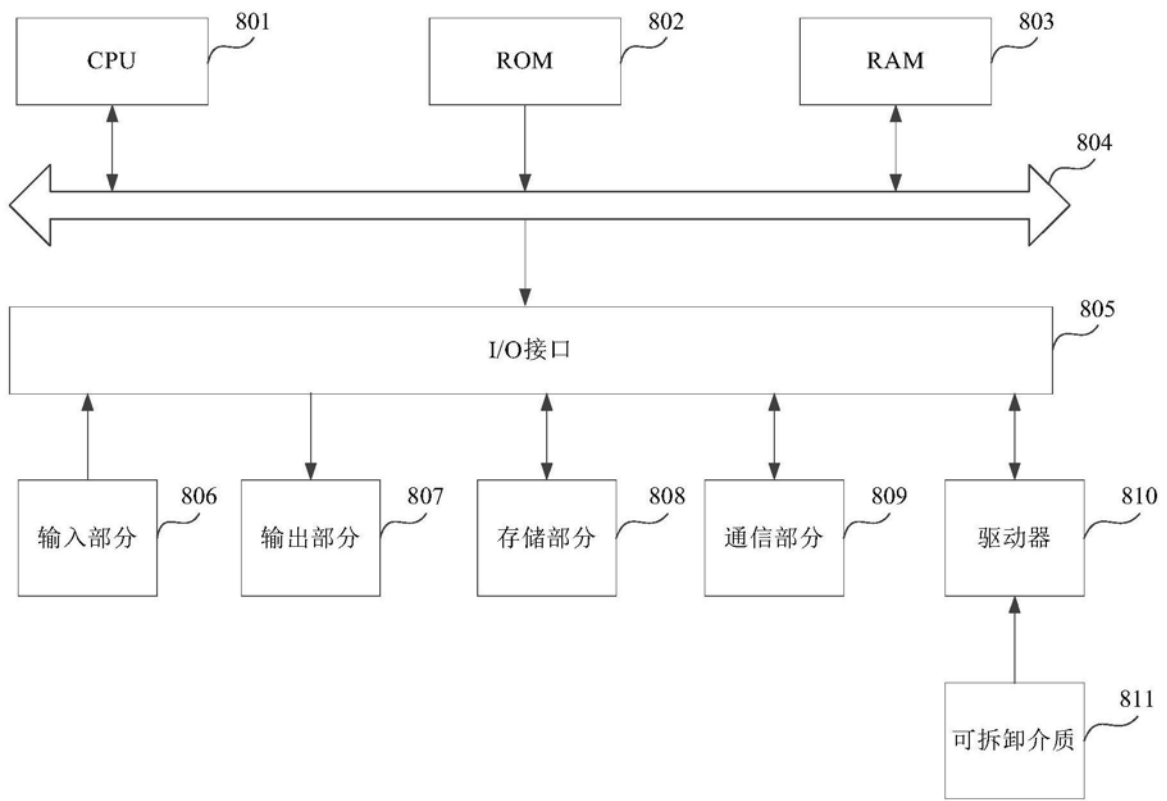 801
802
803
CPU
ROM
RAM
804
805
I/O接口
806
807
808
809
810
输入部分
输出部分
存储部分
通信部分
驱动器
811
可拆卸介质